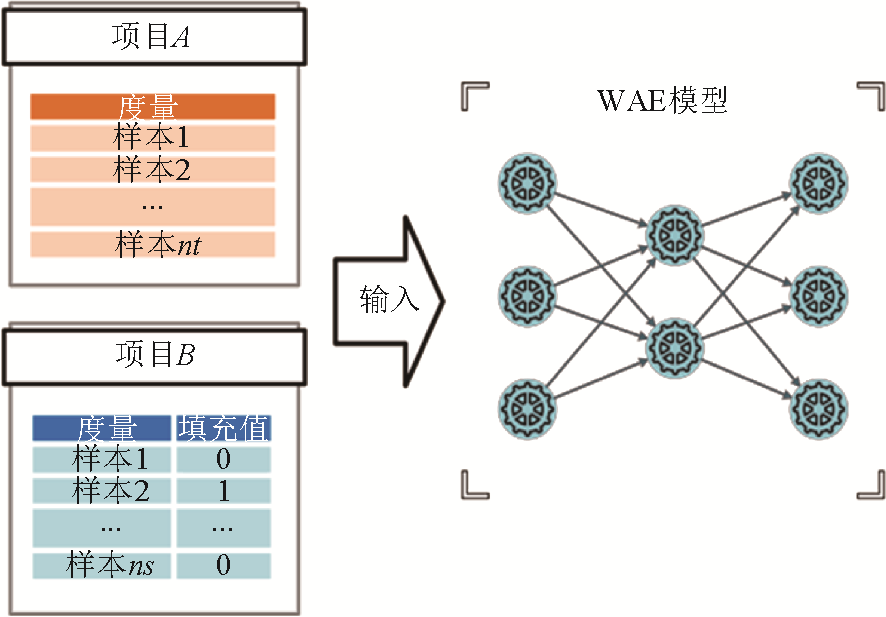 项目A
度量
样本1
样本2
...
样本nt
项目B
度量 填充值
样本1 0
样本2 1
... ...
样本ns 0
输入
WAE模型